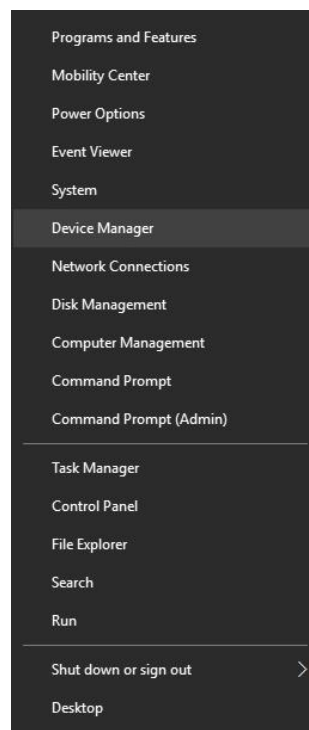 Programs and Features
Mobility Center
Power Options
Event Viewer
System
Device Manager
Network Connections
Disk Management
Computer Management
Command Prompt
Command Prompt (Admin)
Task Manager
Control Panel
File Explorer
Search
Run
Shut down or sign out
Desktop